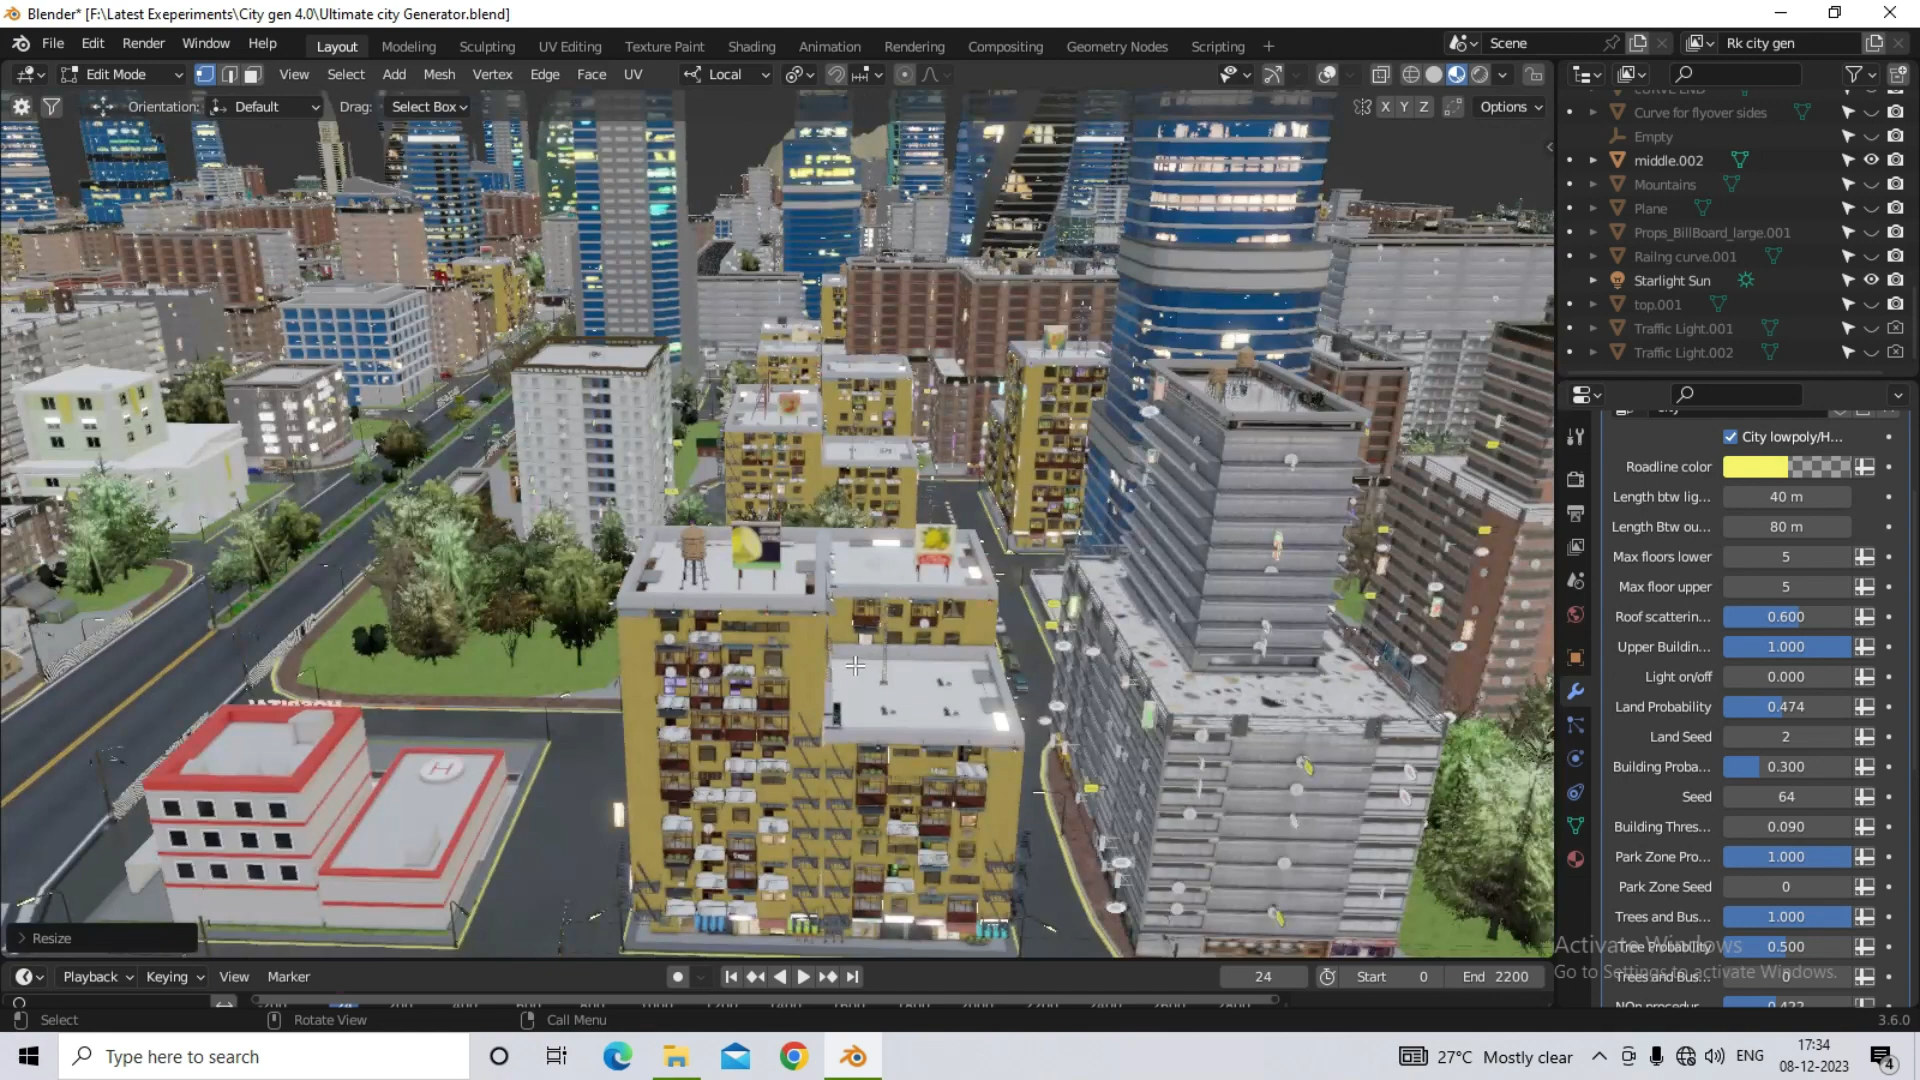 Blender* [F:\Latest Exeperiments\City gen 4.0\Ultimate city Generator.blend]
File Edit Render Window Help Layout Modeling Sculpting UV Editing Texture Paint Shading Animation Rendering Compositing Geometry Nodes Scripting + Scene Rk city gen
Edit Mode View Select Add Mesh Vertex Edge Face UV Local
Orientation: Default Drag: Select Box X Y Z Options
Curve for flyover sides
Empty
middle.002
Mountains
Plane
Props_BillBoard_large.001
Railng curve.001
Starlight Sun
top.001
Traffic Light.001
Traffic Light.002
City lowpoly/H...
Roadline color
Length btw lig... 40 m
Length Btw ou... 80 m
Max floors lower 5
Max floor upper 5
Roof scatterin... 0.600
Upper Buildin... 1.000
Light on/off 0.000
Land Probability 0.474
Land Seed 2
Building Proba... 0.300
Seed 64
Building Thres... 0.090
Park Zone Pro... 1.000
Park Zone Seed 0
Trees and Bus... 1.000
Tree Probability 0.500
Trees and Bus... 0
NOn procedur... 0.422
Activate Windows
Go to Settings to activate Windows.
H
Resize
Playback Keying View Marker 24 Start 0 End 2200
Select Rotate View Call Menu 3.6.0
Type here to search 27°C Mostly clear ENG 17:34
08-12-2023 4